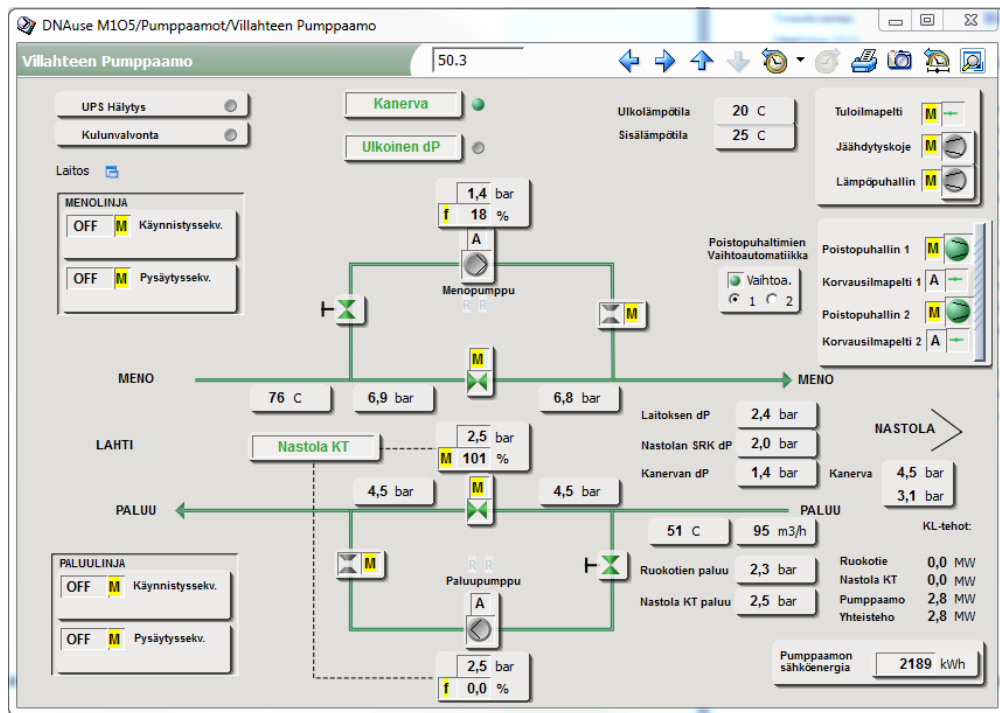 DNAuse M1O5/Pumppaamot/Villahteen Pumppaamo
Villahteen Pumppaamo 50.3
UPS Hälytys
Kulunvalvonta
Laitos
Kanerva
Ulkoinen dP
Ulkolämpötila 20 C
Sisälämpötila 25 C
Tuloilmapelti M
Jäähdytyskoje M
Lämpöpuhallin M
MENOLINJA
OFF M Käynnistyssekv.
OFF M Pysäytyssekv.
1,4 bar
f 18 %
A
Menopumppu
R R
M
M
Poistopuhaltimien
Vaihtoautomatiikka
Vaihtoa.
1 2
Poistopuhallin 1 M
Korvausilmapelti 1 A
Poistopuhallin 2 M
Korvausilmapelti 2 A
MENO
MENO
76 C
6,9 bar
6,8 bar
LAHTI
Nastola KT
2,5 bar
M 101 %
Laitoksen dP 2,4 bar
Nastolan SRK dP 2,0 bar
Kanervan dP 1,4 bar
NASTOLA
Kanerva 4,5 bar
3,1 bar
4,5 bar
M
4,5 bar
PALUU
PALUU
51 C
95 m3/h
KL-tehot:
PALUULINJA
OFF M Käynnistyssekv.
OFF M Pysäytyssekv.
M
R R
Paluupumppu
A
2,5 bar
f 0,0 %
Ruokotien paluu 2,3 bar
Nastola KT paluu 2,5 bar
Ruokotie 0,0 MW
Nastola KT 0,0 MW
Pumppaamo 2,8 MW
Yhteisteho 2,8 MW
Pumppaamon
sähköenergia 2189 kWh